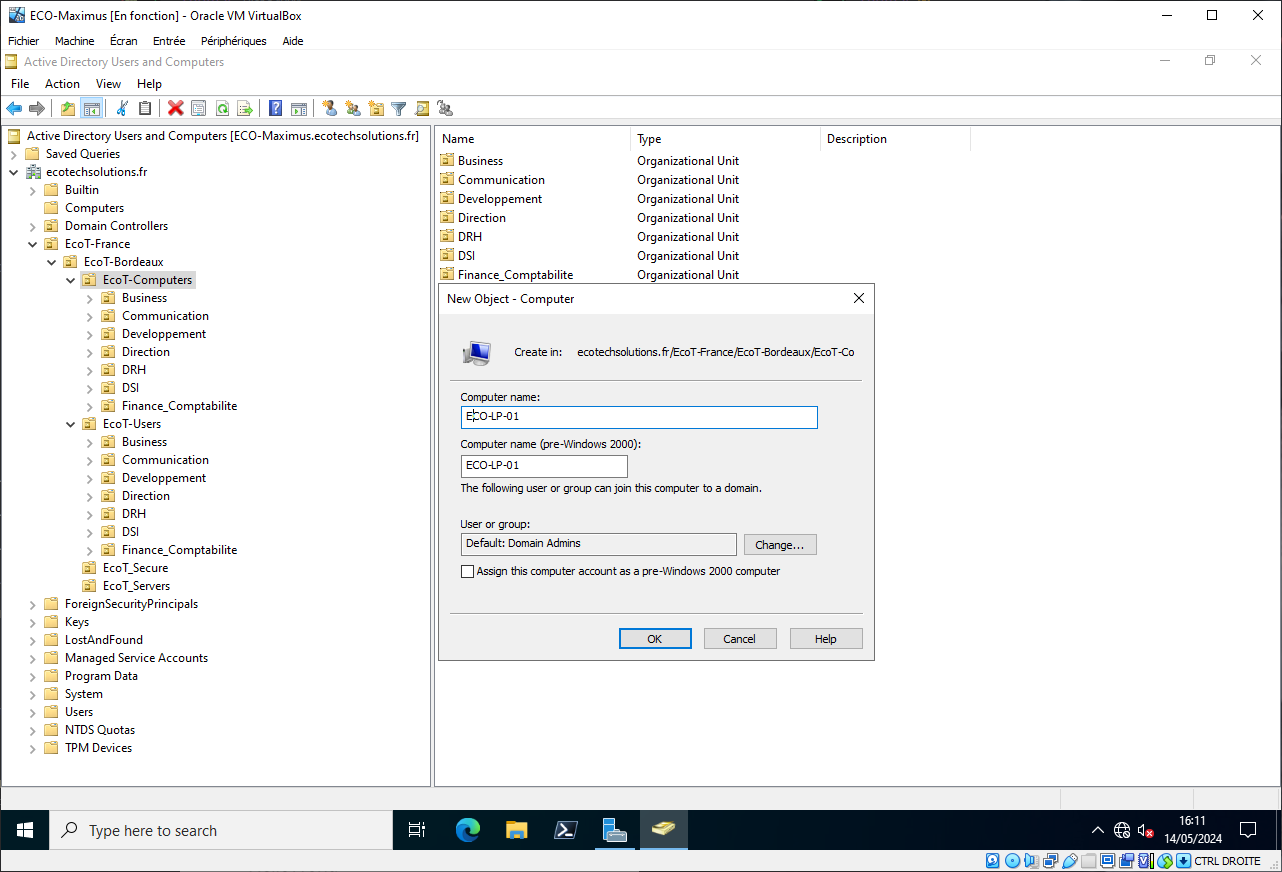 ECO-Maximus [En fonction] - Oracle VM VirtualBox
Fichier Machine Écran Entrée Périphériques Aide
Active Directory Users and Computers
File Action View Help
Active Directory Users and Computers [ECO-Maximus.ecotechsolutions.fr]
Saved Queries
ecotechsolutions.fr
Builtin
Computers
Domain Controllers
EcoT-France
EcoT-Bordeaux
EcoT-Computers
Business
Communication
Developpement
Direction
DRH
DSI
Finance_Comptabilite
EcoT-Users
Business
Communication
Developpement
Direction
DRH
DSI
Finance_Comptabilite
EcoT_Secure
EcoT_Servers
ForeignSecurityPrincipals
Keys
LostAndFound
Managed Service Accounts
Program Data
System
Users
NTDS Quotas
TPM Devices
Name Type Description
Business Organizational Unit
Communication Organizational Unit
Developpement Organizational Unit
Direction Organizational Unit
DRH Organizational Unit
DSI Organizational Unit
Finance_Comptabilite Organizational Unit
New Object - Computer
Create in: ecotechsolutions.fr/EcoT-France/EcoT-Bordeaux/EcoT-Co
Computer name:
ECO-LP-01
Computer name (pre-Windows 2000):
ECO-LP-01
The following user or group can join this computer to a domain.
User or group:
Default: Domain Admins
Change...
Assign this computer account as a pre-Windows 2000 computer
OK Cancel Help
Type here to search
16:11
14/05/2024
CTRL DROITE